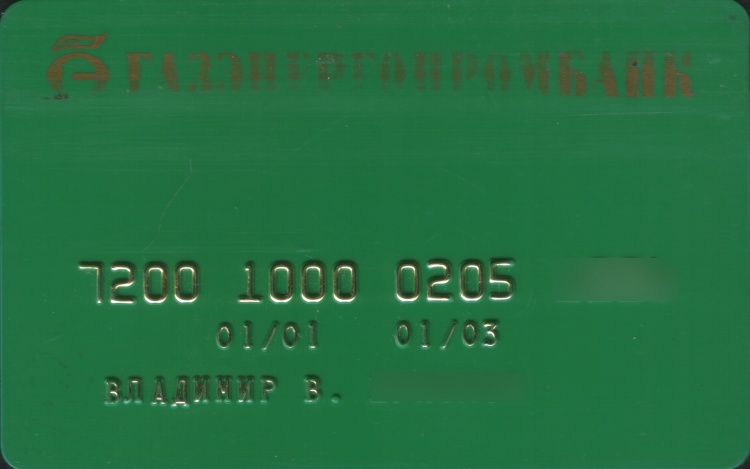 ГАЗЭНЕРГОПРОМБАНК
7200 1000 0205
01/01 01/03
ВЛАДИМИР В.